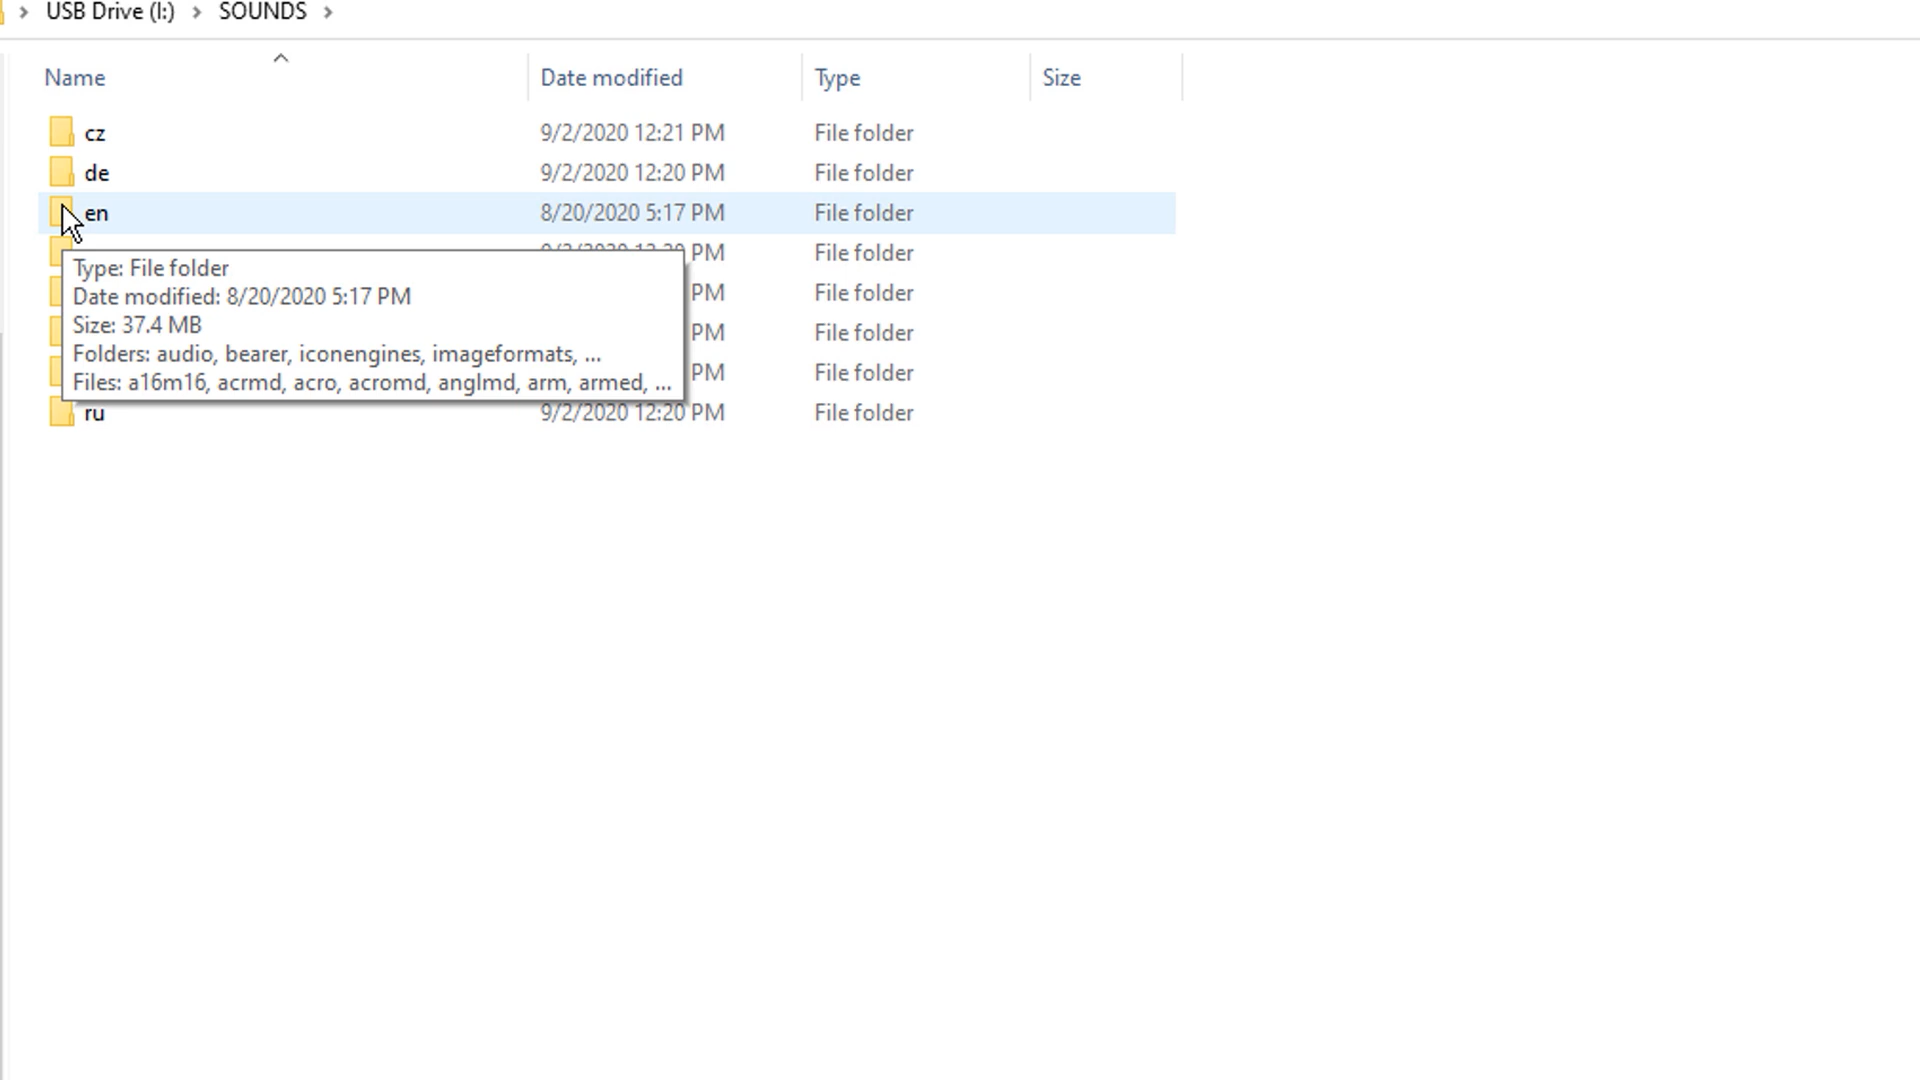 USB Drive (I:) > SOUNDS >
Name Date modified Type Size
cz 9/2/2020 12:21 PM File folder
de 9/2/2020 12:20 PM File folder
en 8/20/2020 5:17 PM File folder
PM File folder
Type: File folder
Date modified: 8/20/2020 5:17 PM
PM File folder
Size: 37.4 MB
PM File folder
Folders: audio, bearer, iconengines, imageformats, ...
PM File folder
Files: a16m16, acrmd, acro, acromd, anglmd, arm, armed, ...
ru 9/2/2020 12:20 PM File folder